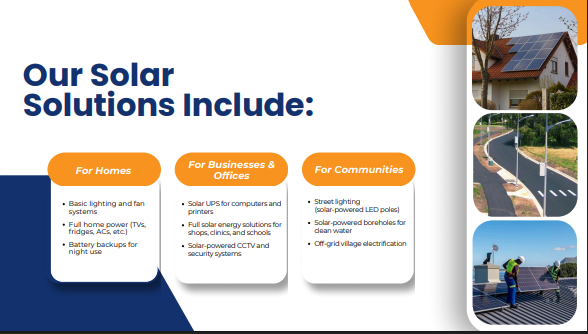 Our Solar
Solutions Include:
For Homes
• Basic lighting and fan
systems
• Full home power (TVs,
fridges, ACs, etc.)
• Battery backups for
night use
For Businesses &
Offices
• Solar UPS for computers and
printers
• Full solar energy solutions for
shops, clinics, and schools
• Solar-powered CCTV and
security systems
For Communities
• Street lighting
(solar-powered LED poles)
• Solar-powered boreholes for
clean water
• Off-grid village electrification